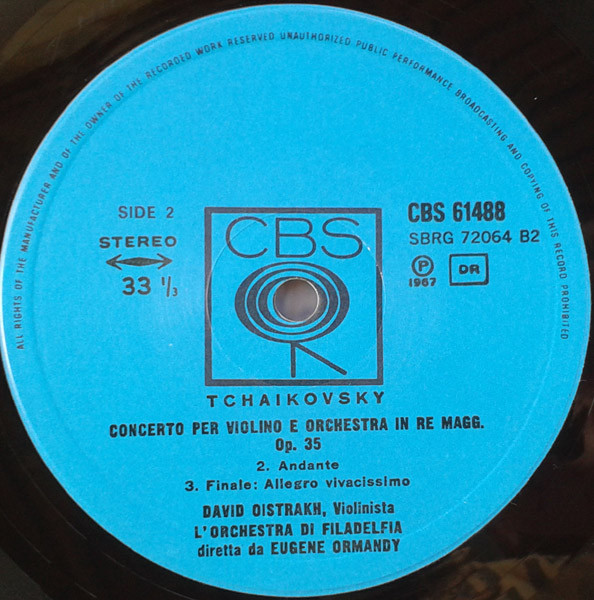 ALL RIGHTS OF THE MANUFACTURER AND OF THE OWNER OF THE RECORDED WORK RESERVED UNAUTHORIZED PUBLIC PERFORMANCE BROADCASTING AND COPYING OF THIS RECORD PROHIBITED
SIDE 2
STEREO
33 ⅓
CBS
CBS 61488
SBRG 72064 B2
Ⓟ
1967
DR
TCHAIKOVSKY
CONCERTO PER VIOLINO E ORCHESTRA IN RE MAGG.
Op. 35
2. Andante
3. Finale: Allegro vivacissimo
DAVID OISTRAKH, Violinista
L'ORCHESTRA DI FILADELFIA
diretta da EUGENE ORMANDY